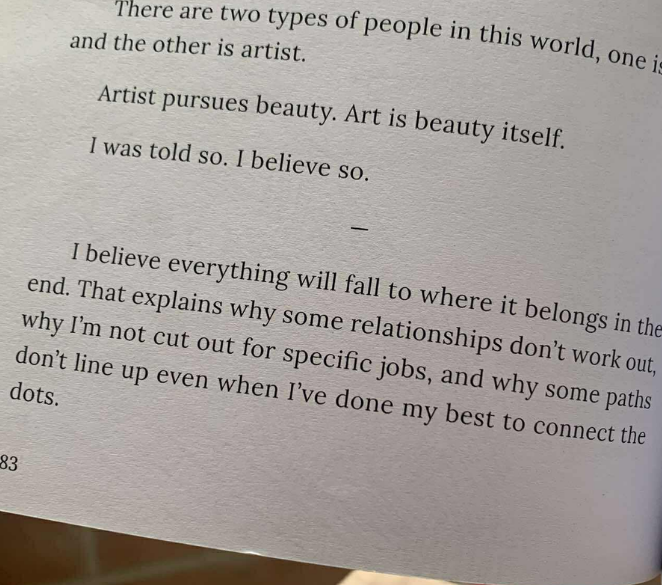 There are two types of people in this world, one is
and the other is artist.
Artist pursues beauty. Art is beauty itself.
I was told so. I believe so.
—
I believe everything will fall to where it belongs in the
end. That explains why some relationships don't work out,
why I'm not cut out for specific jobs, and why some paths
don't line up even when I've done my best to connect the
dots.
83